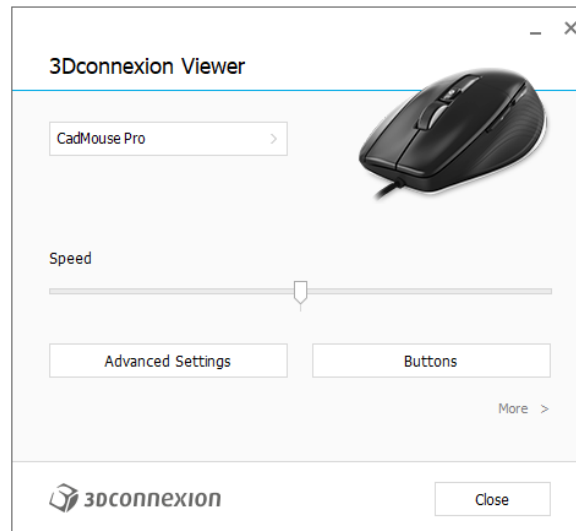 3Dconnexion Viewer
CadMouse Pro >
Speed
Advanced Settings
Buttons
More >
3Dconnexion
Close